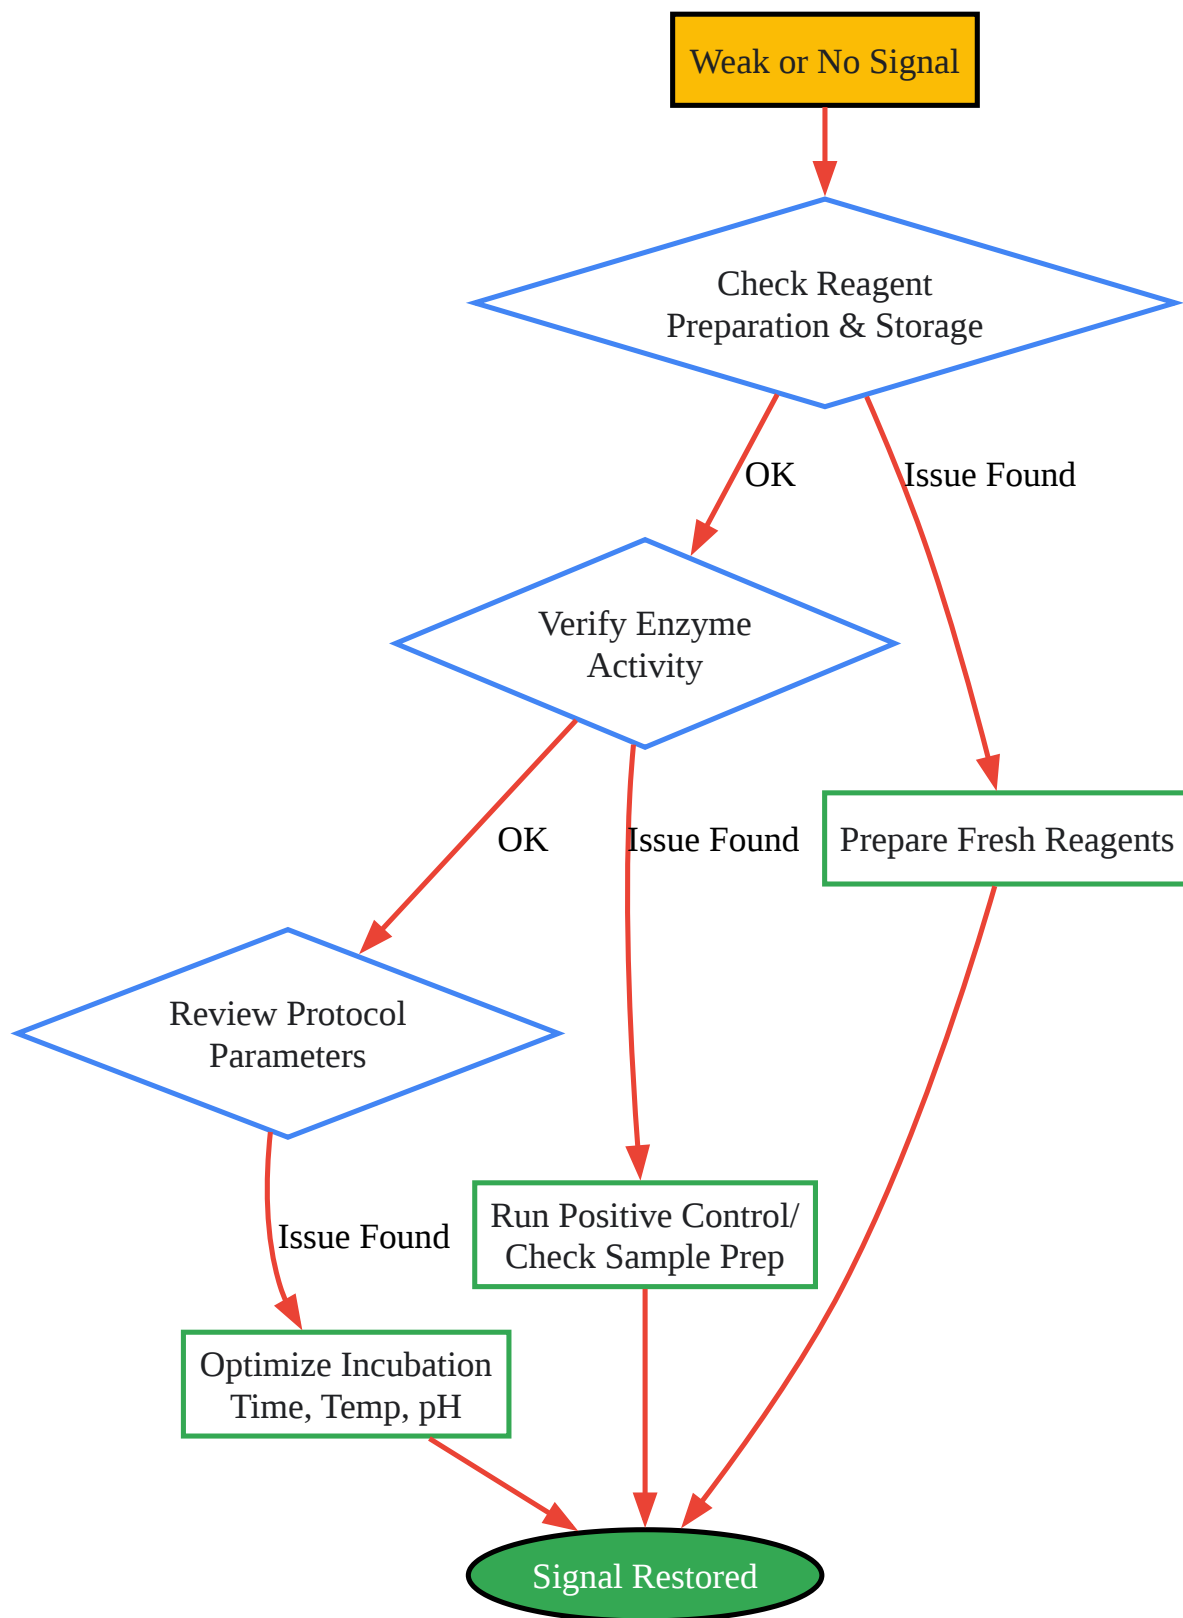 Weak or No Signal
Check Reagent
Preparation & Storage
OK
Issue Found
Verify Enzyme
Activity
OK
Issue Found
Prepare Fresh Reagents
Review Protocol
Parameters
Issue Found
Run Positive Control/
Check Sample Prep
Optimize Incubation
Time, Temp, pH
Signal Restored